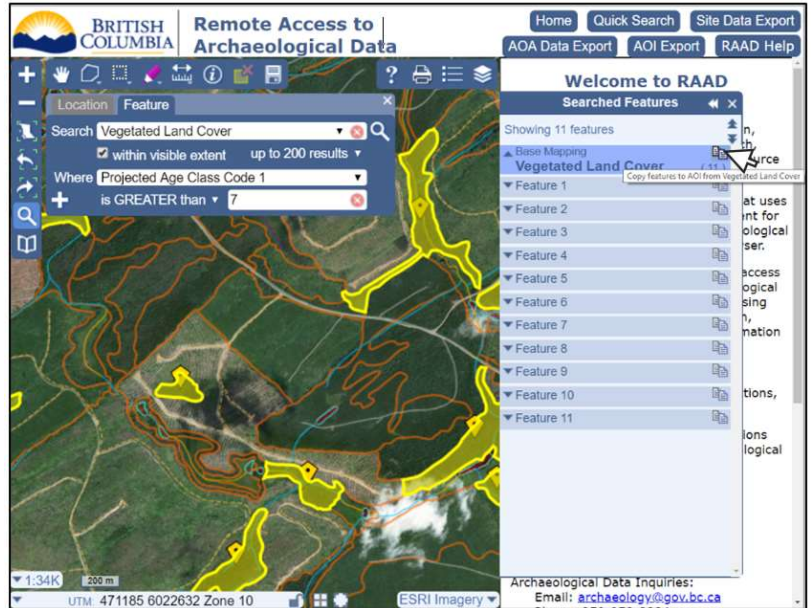 BRITISH
COLUMBIA
Remote Access to
Archaeological Data
Home
Quick Search
Site Data Export
AOA Data Export
AOI Export
RAAD Help
Location
Feature
Search Vegetated Land Cover
within visible extent up to 200 results
Where Projected Age Class Code 1
is GREATER than 7
Welcome to RAAD
Searched Features
Showing 11 features
Base Mapping
Vegetated Land Cover (11)
Copy features to AOI from Vegetated Land Cover
Feature 1
Feature 2
Feature 3
Feature 4
Feature 5
Feature 6
Feature 7
Feature 8
Feature 9
Feature 10
Feature 11
1:34K
200 m
UTM: 471185 6022632 Zone 10
ESRI Imagery
Archaeological Data Inquiries:
Email: archaeology@gov.bc.ca